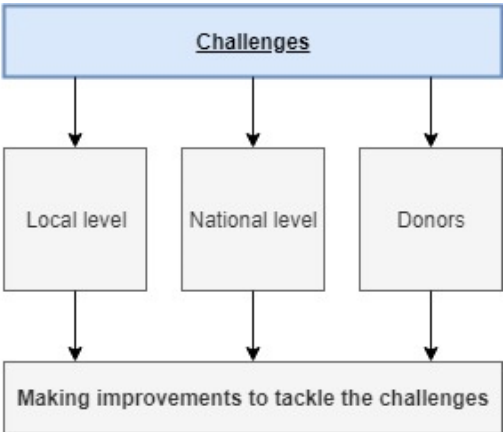 Challenges
Local level
National level
Donors
Making improvements to tackle the challenges